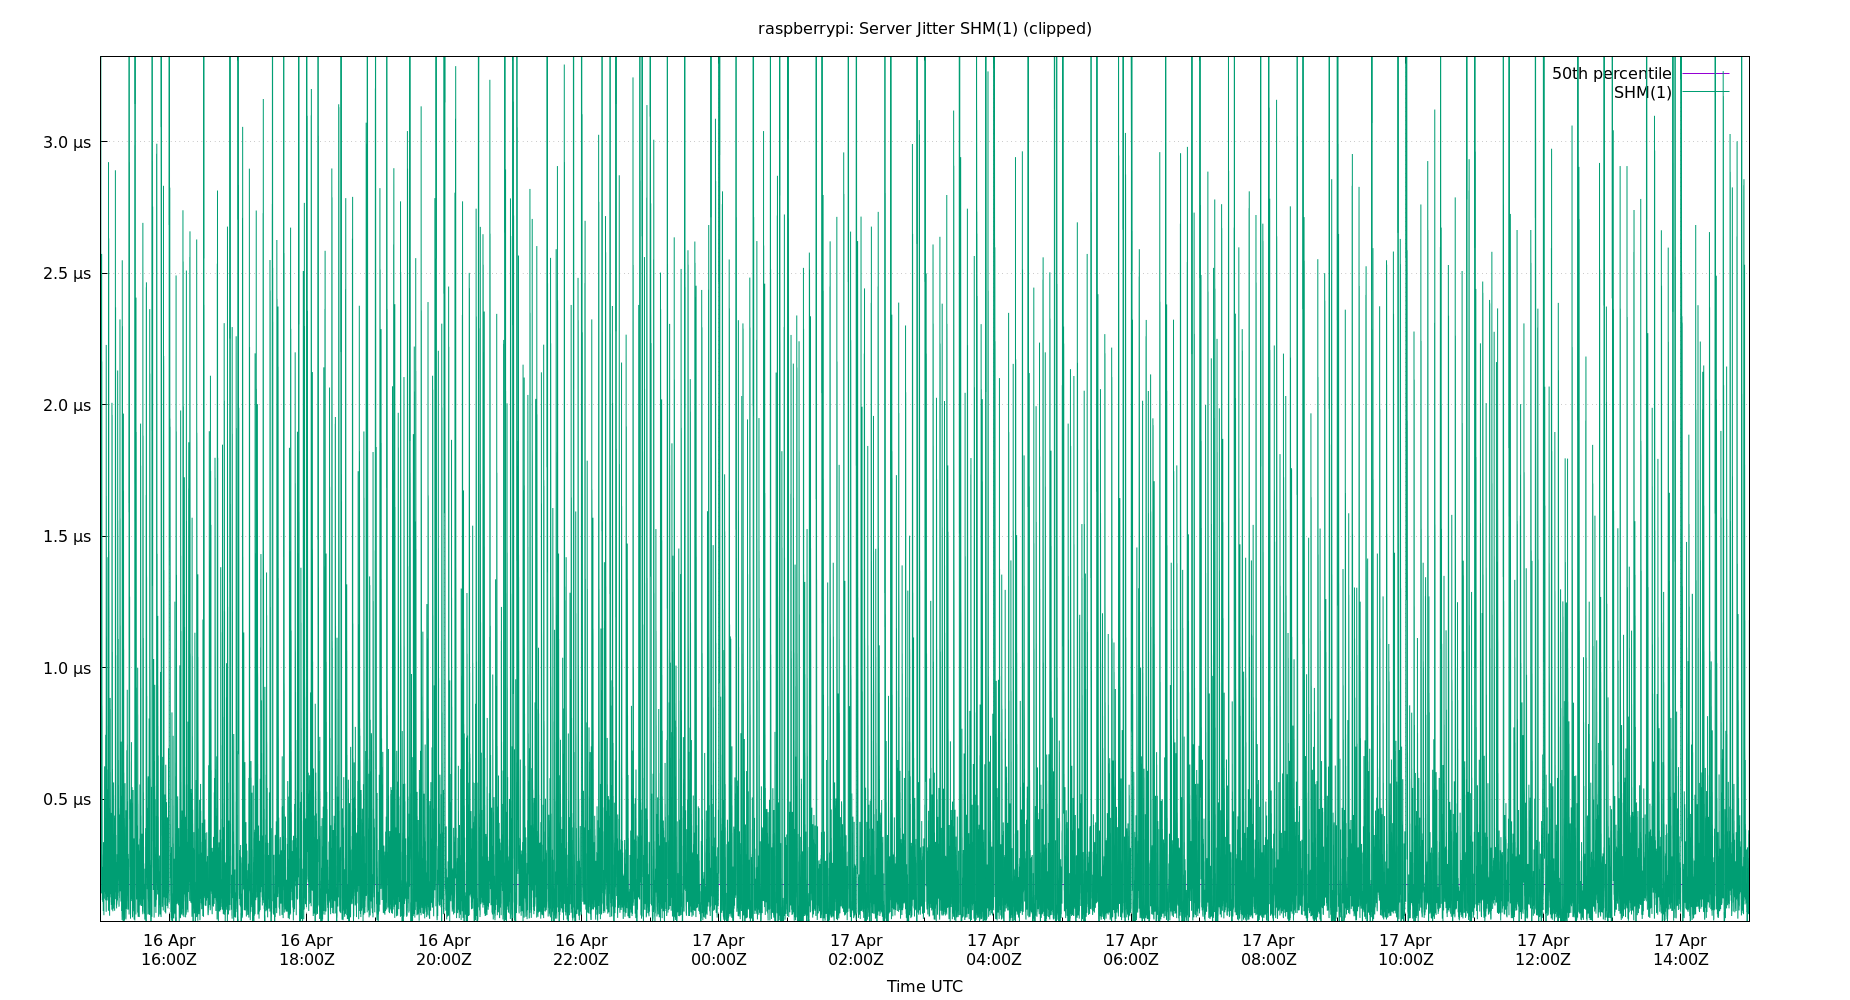 raspberrypi: Server Jitter SHM(1) (clipped)
50th percentile
SHM(1)
3.0 µs
2.5 µs
2.0 µs
1.5 µs
1.0 µs
0.5 µs
16 Apr 16 Apr 16 Apr 16 Apr 17 Apr 17 Apr 17 Apr 17 Apr 17 Apr 17 Apr 17 Apr 17 Apr
16:00Z 18:00Z 20:00Z 22:00Z 00:00Z 02:00Z 04:00Z 06:00Z 08:00Z 10:00Z 12:00Z 14:00Z
Time UTC